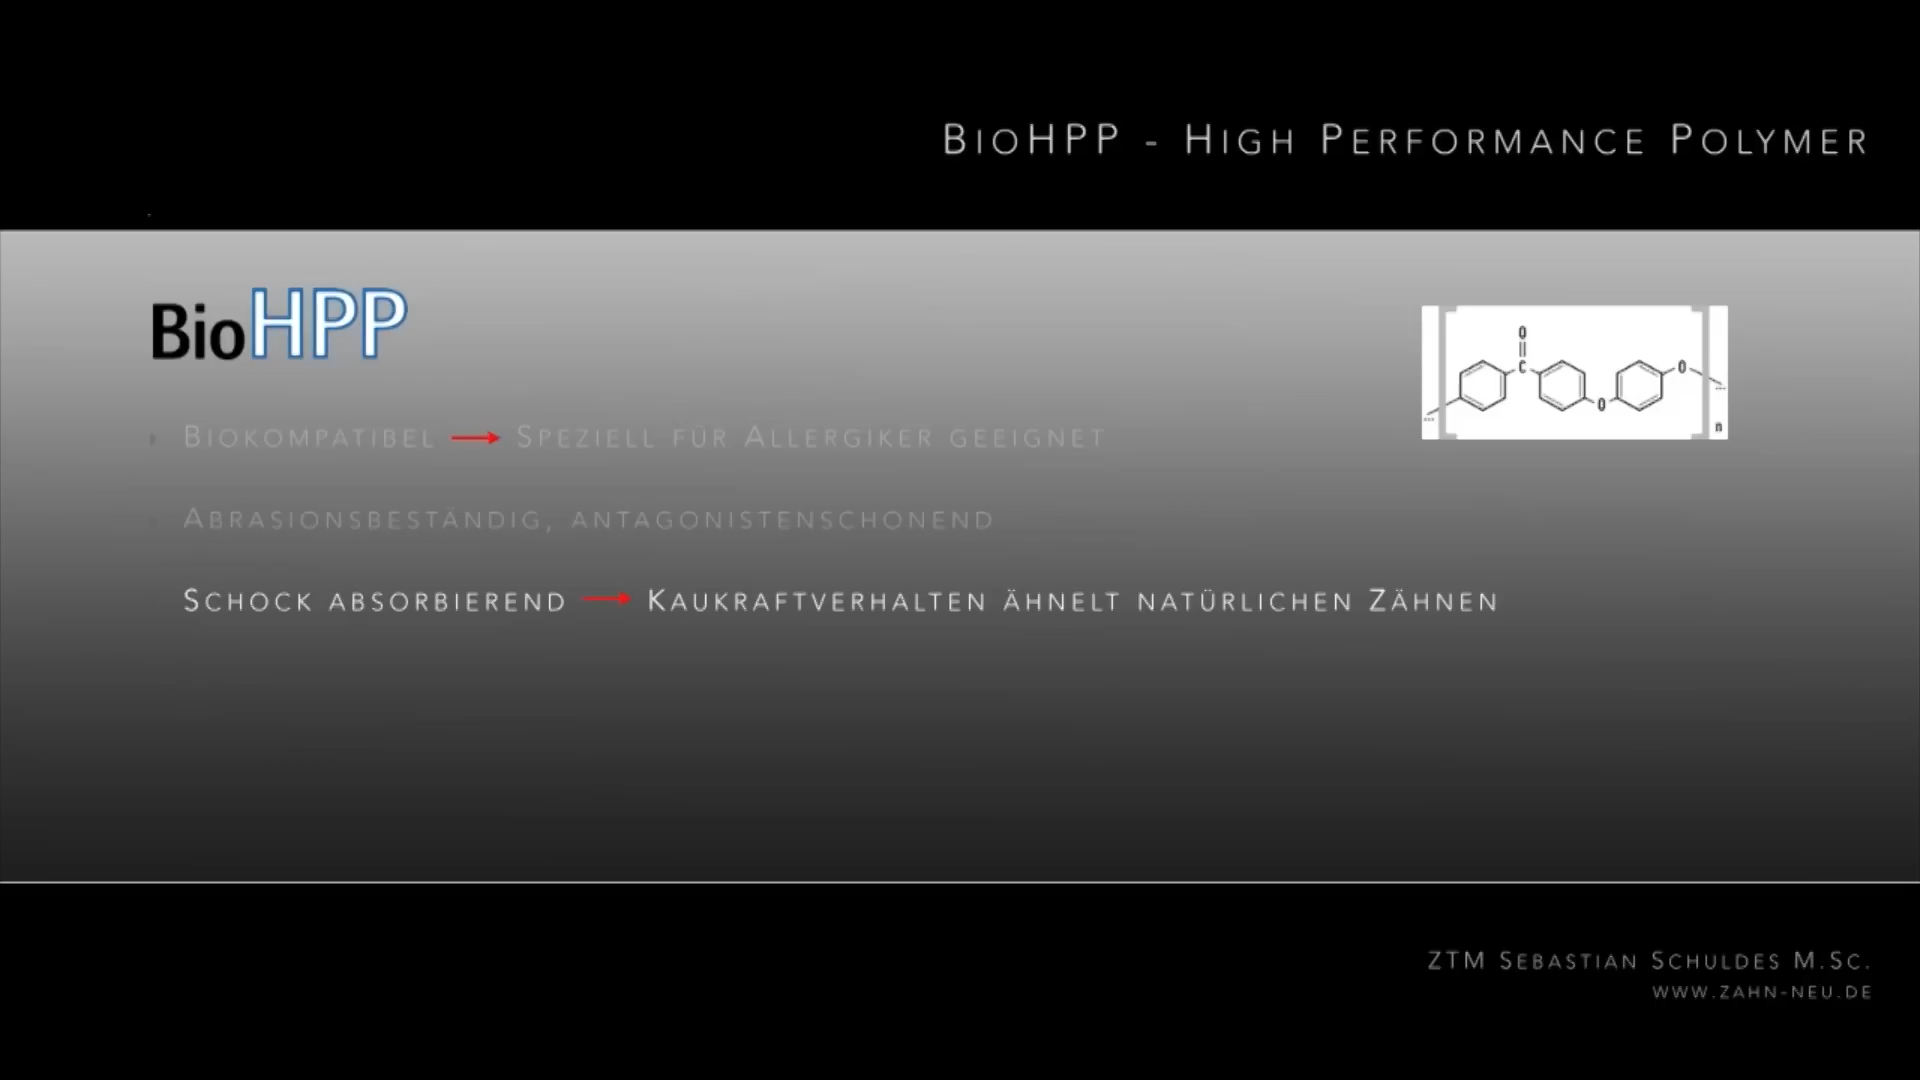 BioHPP - High Performance Polymer
BioHPP
Biokompatibel → Speziell für Allergiker geeignet
Abrasionsbeständig, antagonistenschonend
Schock absorbierend → Kaukraftverhalten ähnelt natürlichen Zähnen
O
C
O
O
n
ZTM Sebastian Schuldes M.Sc.
www.zahn-neu.de